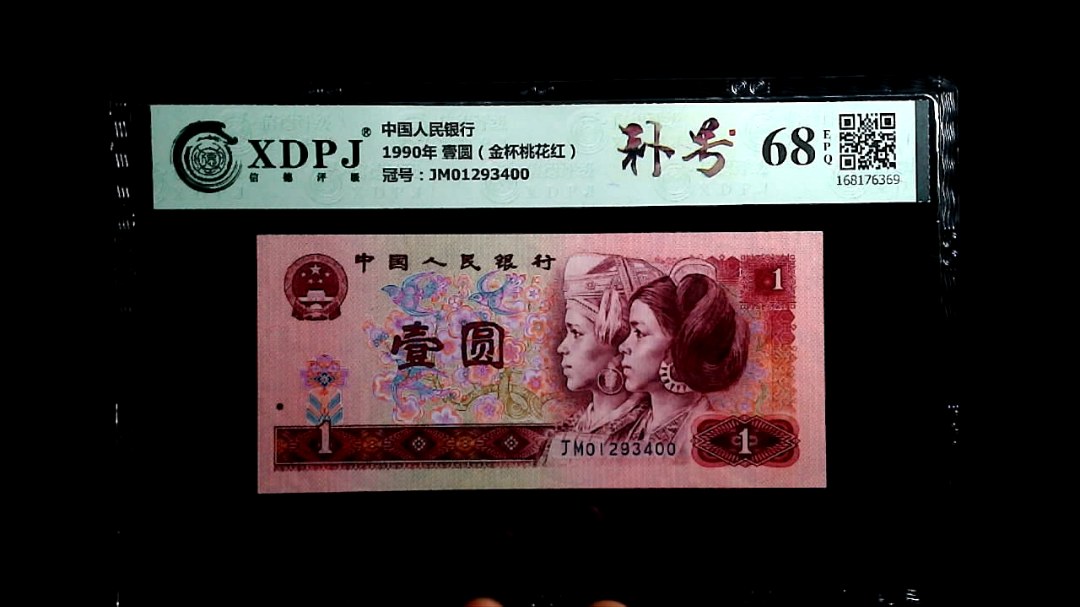 XDPJ®
信德评级
中国人民银行
1990年 壹圆（金杯桃花红）
冠号：JM01293400
补号
68
EPQ
168176369
中国人民银行
1
壹圆
1
JM01293400
1